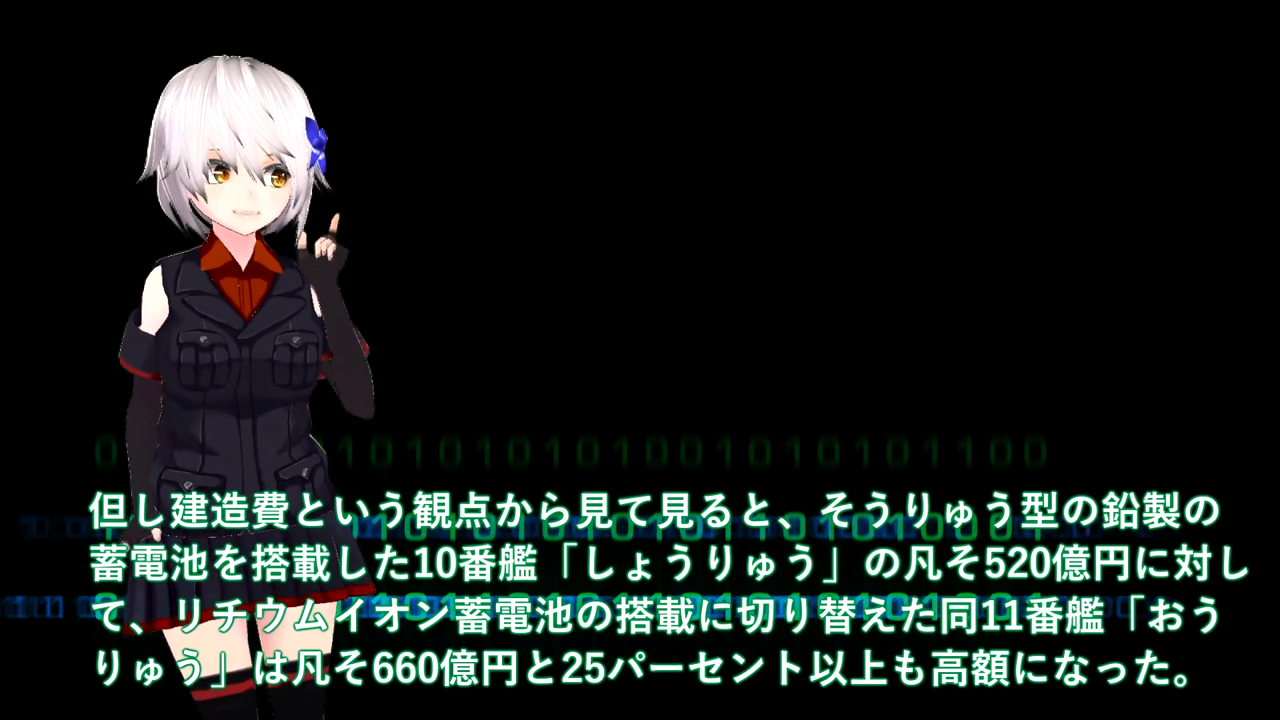 但し建造費という観点から見て見ると、そうりゅう型の鉛製の
蓄電池を搭載した10番艦「しょうりゅう」の凡そ520億円に対し
て、リチウムイオン蓄電池の搭載に切り替えた同11番艦「おう
りゅう」は凡そ660億円と25パーセント以上も高額になった。